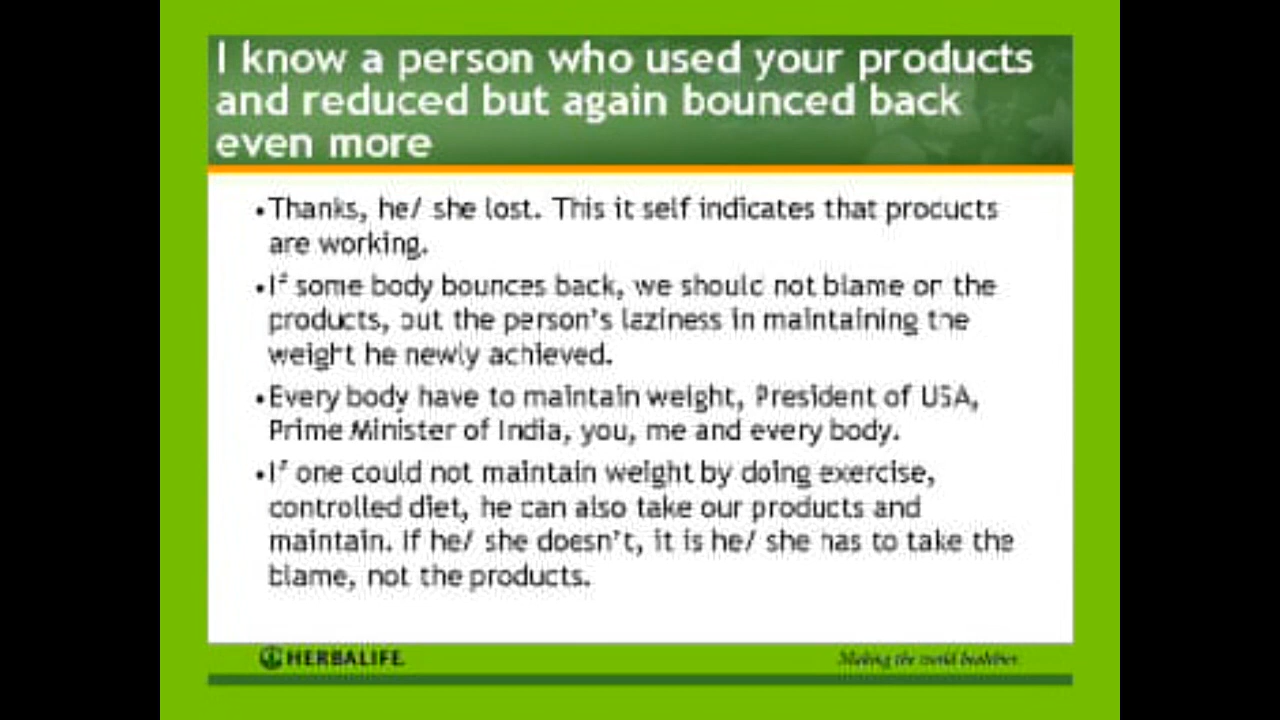 I know a person who used your products
and reduced but again bounced back
even more
•Thanks, he/ she lost. This it self indicates that products
are working.
•If some body bounces back, we should not blame on the
products, but the person's laziness in maintaining the
weight he newly achieved.
•Every body have to maintain weight, President of USA,
Prime Minister of India, you, me and every body.
•If one could not maintain weight by doing exercise,
controlled diet, he can also take our products and
maintain. If he/ she doesn't, it is he/ she has to take the
blame, not the products.
HERBALIFE
Making the world healthier.